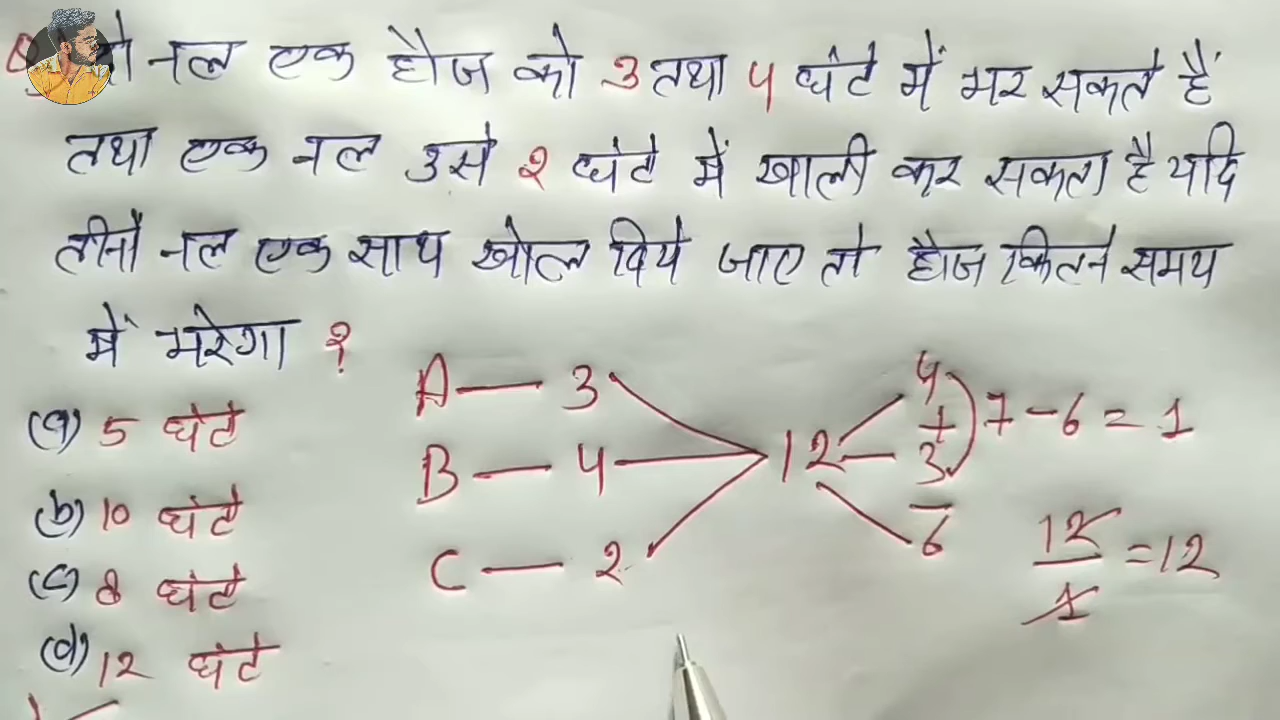 नल एक हौज को 3 तथा 4 घंटे में भर सकते हैं
तथा एक नल उसे 2 घंटे में खाली कर सकता है यदि
तीनों नल एक साथ खोल दिये जाए तो हौज कितने समय
में भरेगा ?
(a) 5 घंटे
(b) 10 घंटे
(c) 8 घंटे
(d) 12 घंटे
A — 3
B — 4
C — 2
12
4
+
3
—
6
) 7 - 6 = 1
12/1 = 12